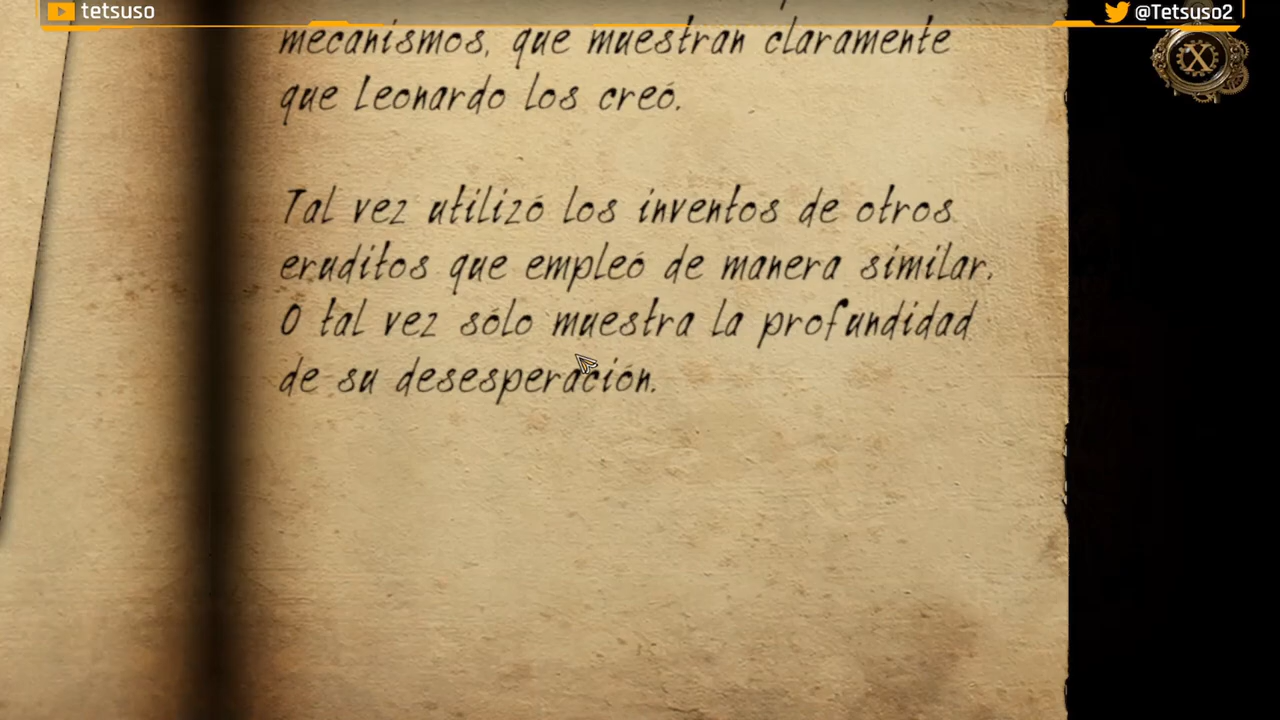 tetsuso
@Tetsuso2
mecanismos, que muestran claramente
que Leonardo los creó.
Tal vez utilizó los inventos de otros
eruditos que empleó de manera similar.
O tal vez sólo muestra la profundidad
de su desesperación.
X